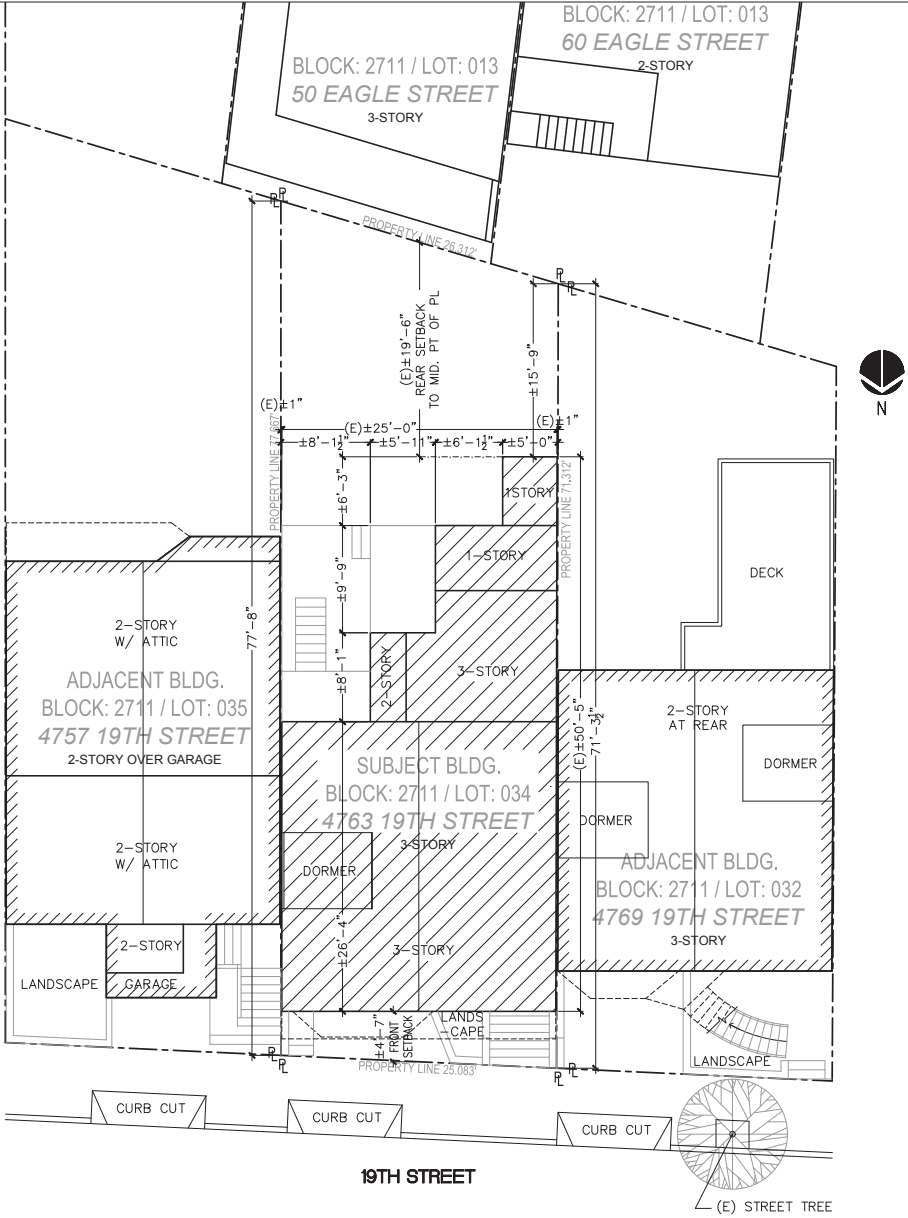 BLOCK: 2711 / LOT: 013
60 EAGLE STREET
2-STORY
BLOCK: 2711 / LOT: 013
50 EAGLE STREET
3-STORY
PL
PL
PROPERTY LINE 26.312'
PL
PL
(E)±19'-6"
REAR SETBACK
TO MID. PT OF PL
±15'-9"
N
(E)±1"
(E)±25'-0"
(E)±1"
±8'-1½"
±5'-11"
±6'-1½"
±5'-0"
PROPERTY LINE 77.667'
±6'-3"
1STORY
PROPERTY LINE 71.312'
1-STORY
±9'-9"
DECK
77'-8"
2-STORY
W/ ATTIC
±8'-1"
2-STORY
3-STORY
ADJACENT BLDG.
BLOCK: 2711 / LOT: 035
4757 19TH STREET
2-STORY OVER GARAGE
(E)±50'-5"
71'-3½"
2-STORY
AT REAR
DORMER
SUBJECT BLDG.
BLOCK: 2711 / LOT: 034
4763 19TH STREET
3-STORY
DORMER
2-STORY
W/ ATTIC
DORMER
ADJACENT BLDG.
BLOCK: 2711 / LOT: 032
4769 19TH STREET
3-STORY
±26'-4"
3-STORY
2-STORY
LANDSCAPE
GARAGE
±4'-7"
FRONT
SETBACK
LANDS
-CAPE
LANDSCAPE
PL
PL
PROPERTY LINE 25.083'
PL
PL
CURB CUT
CURB CUT
CURB CUT
19TH STREET
(E) STREET TREE